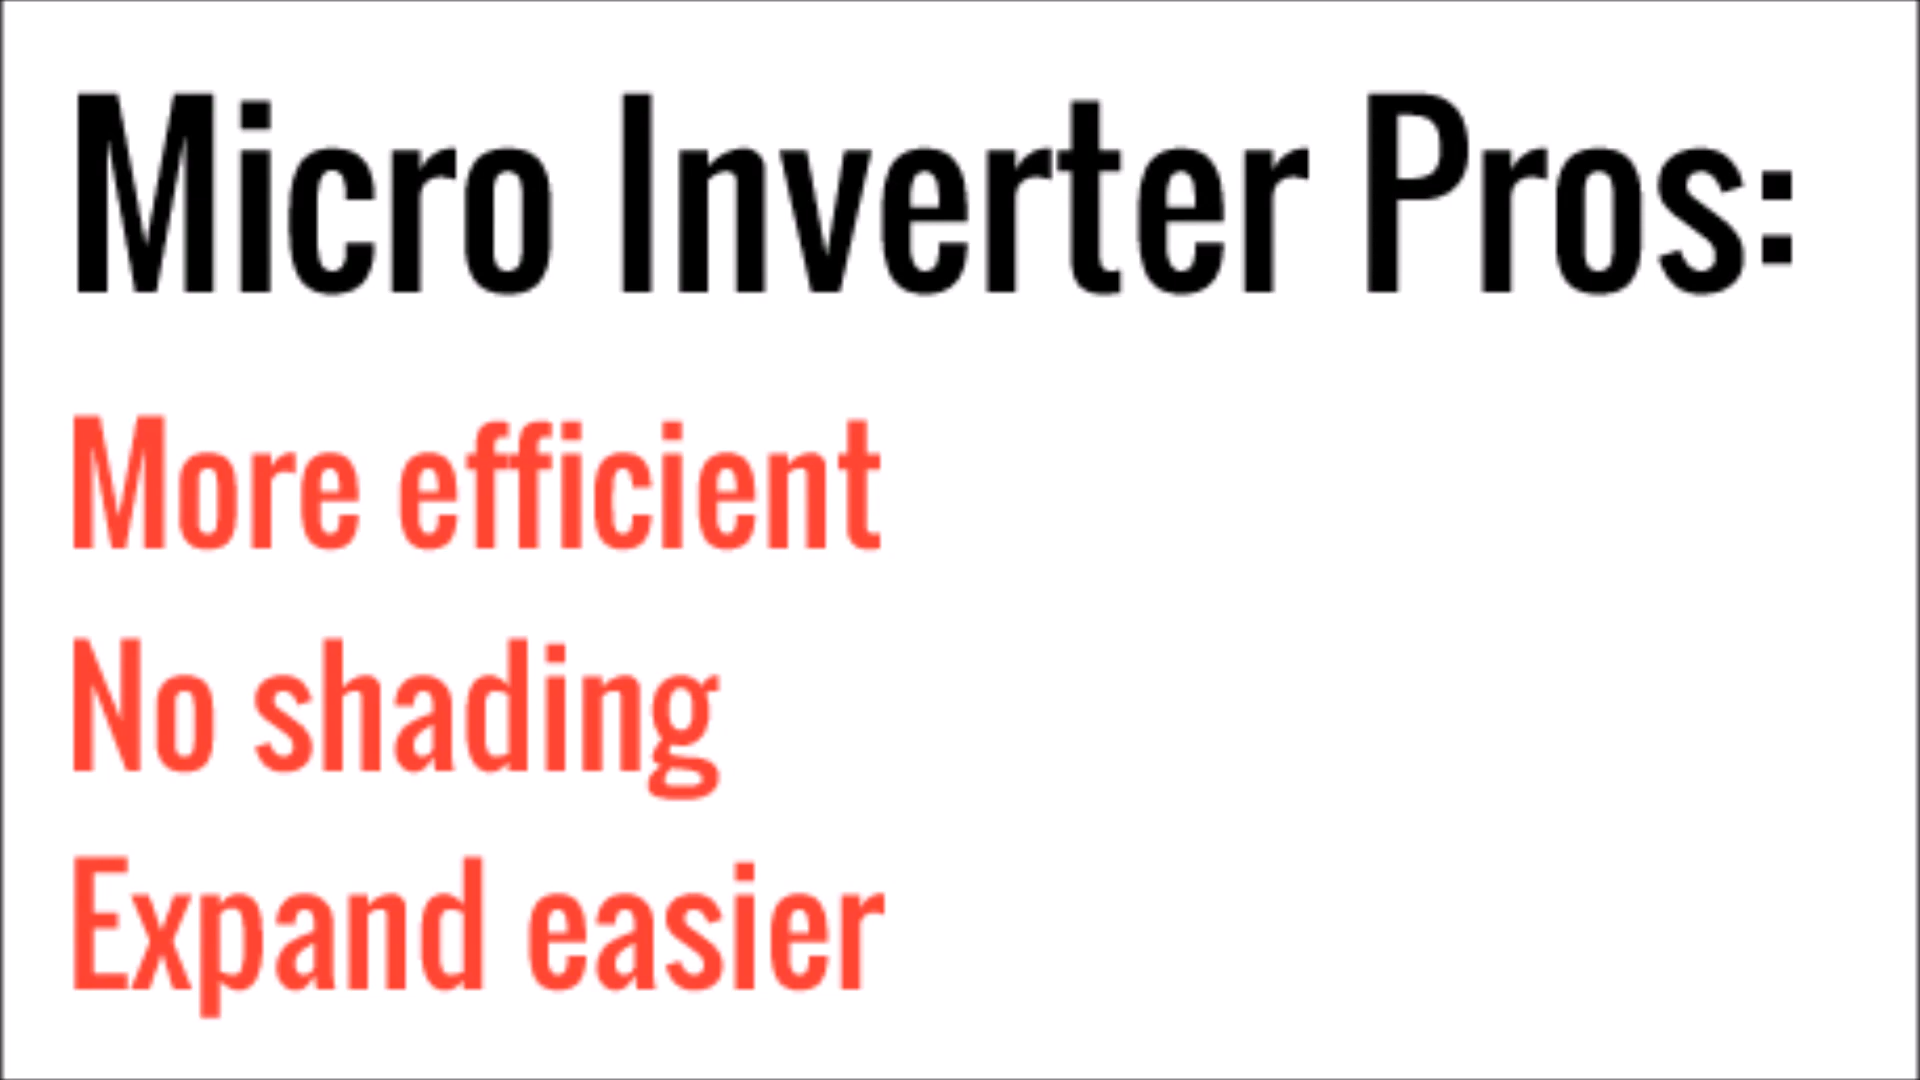 Micro Inverter Pros:
More efficient
No shading
Expand easier